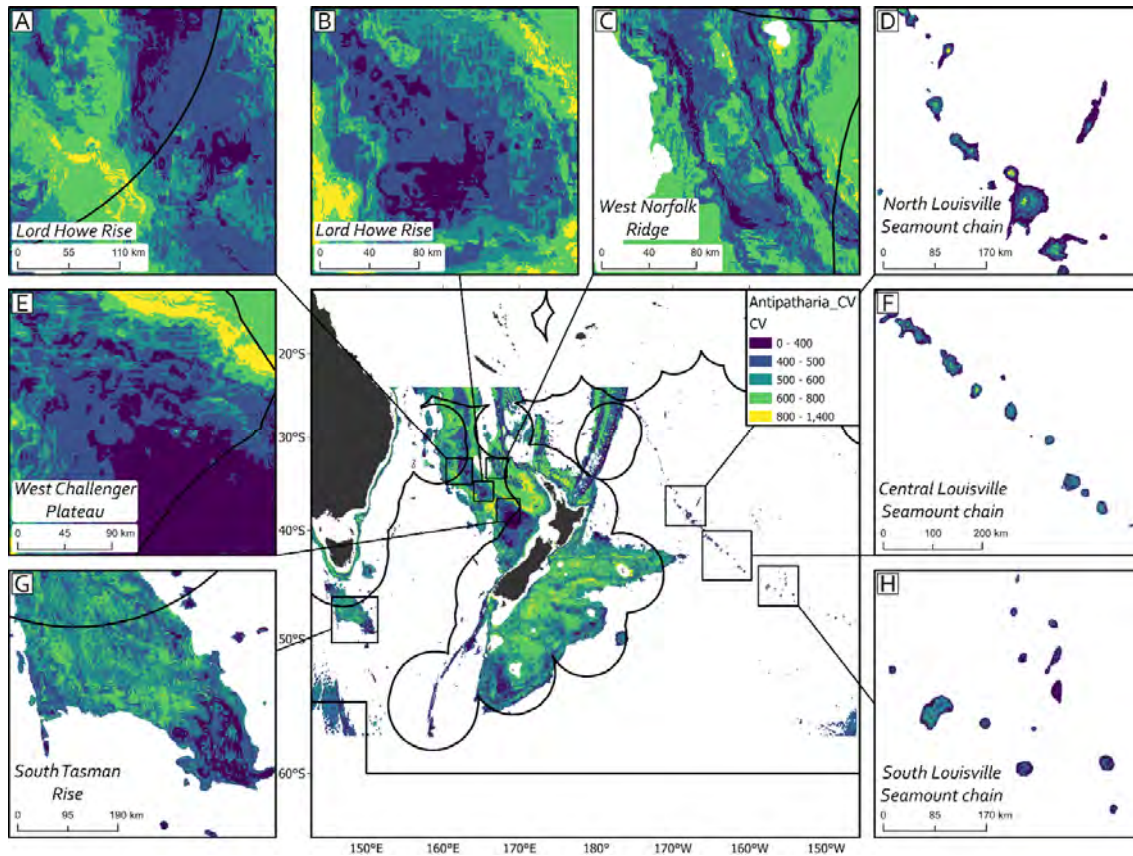 A
Lord Howe Rise
0 55 110 km
B
Lord Howe Rise
0 40 80 km
C
West Norfolk
Ridge
0 40 80 km
D
North Louisville
Seamount chain
0 85 170 km
E
West Challenger
Plateau
0 45 90 km
Antipatharia_CV
CV
0 - 400
400 - 500
500 - 600
600 - 800
800 - 1,400
20°S
30°S
40°S
50°S
60°S
150°E
160°E
170°E
180°
170°W
160°W
150°W
F
Central Louisville
Seamount chain
0 100 200 km
G
South Tasman
Rise
0 95 190 km
H
South Louisville
Seamount chain
0 85 170 km